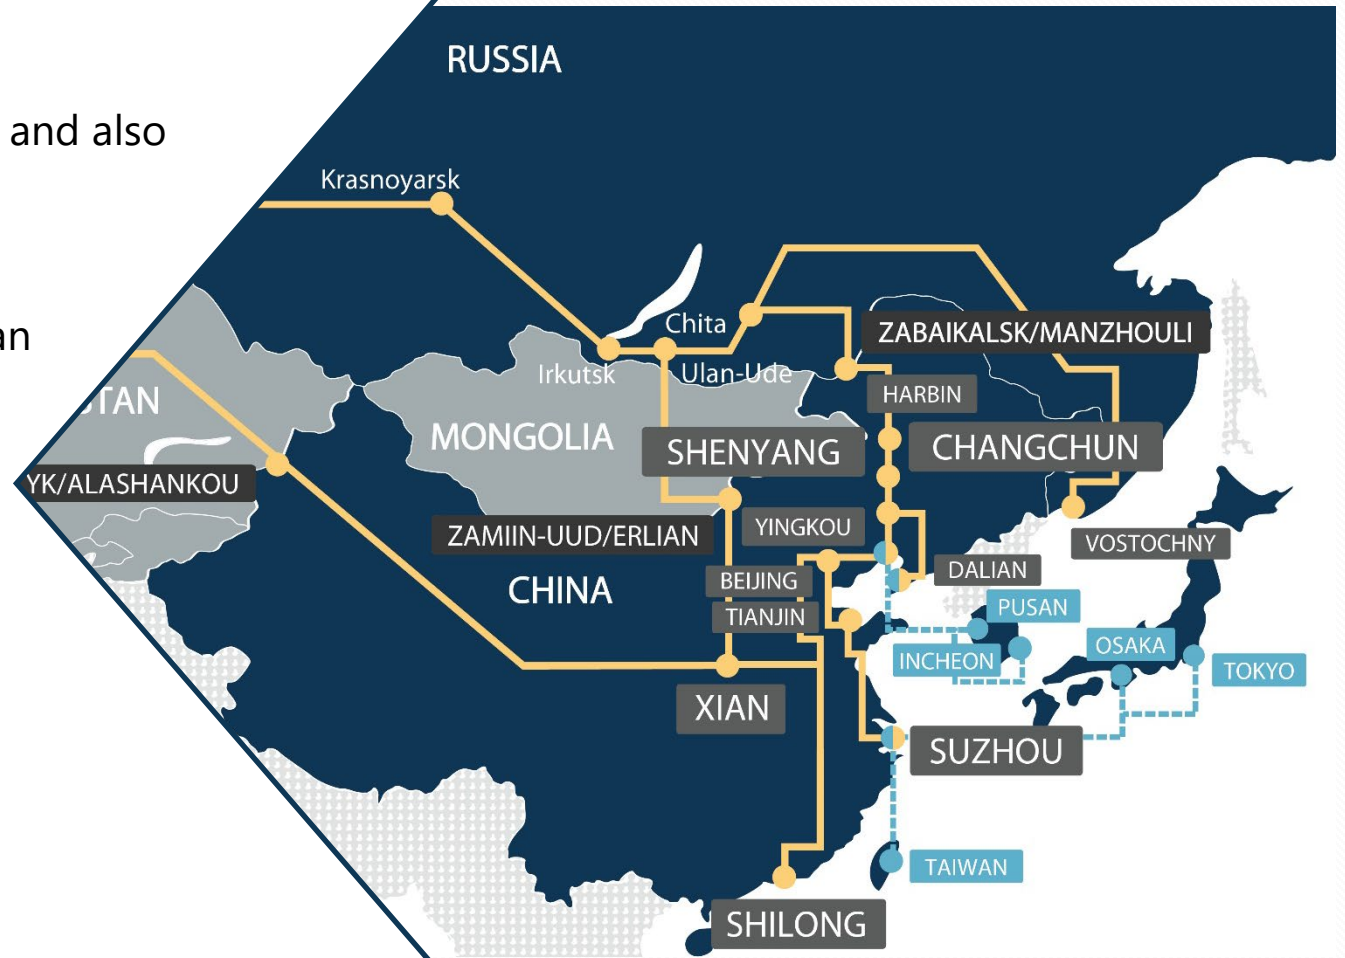 RUSSIA
and also
Krasnoyarsk
Chita
ZABAIKALSK/MANZHOULI
an
Irkutsk
Ulan-Ude
HARBIN
STAN
MONGOLIA
SHENYANG
CHANGCHUN
YK/ALASHANKOU
ZAMIIN-UUD/ERLIAN
YINGKOU
VOSTOCHNY
CHINA
BEIJING
DALIAN
TIANJIN
PUSAN
INCHEON
OSAKA
TOKYO
XIAN
SUZHOU
TAIWAN
SHILONG